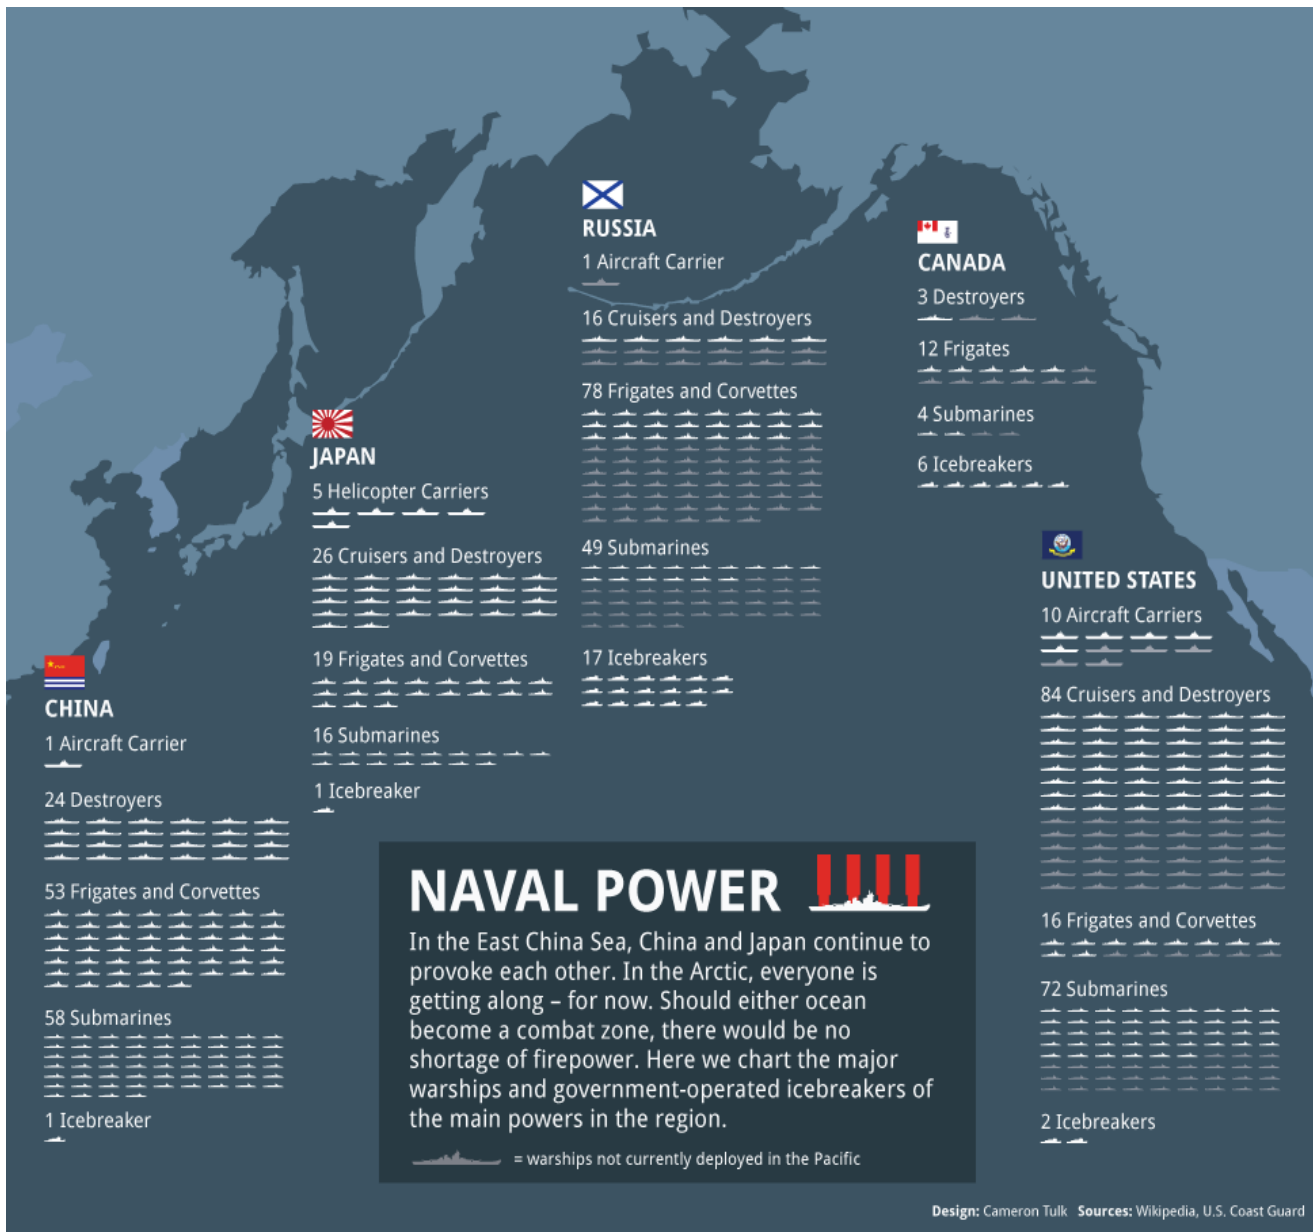 RUSSIA
1 Aircraft Carrier
16 Cruisers and Destroyers
78 Frigates and Corvettes
49 Submarines
17 Icebreakers
CANADA
3 Destroyers
12 Frigates
4 Submarines
6 Icebreakers
JAPAN
5 Helicopter Carriers
26 Cruisers and Destroyers
19 Frigates and Corvettes
16 Submarines
1 Icebreaker
UNITED STATES
10 Aircraft Carriers
84 Cruisers and Destroyers
16 Frigates and Corvettes
72 Submarines
2 Icebreakers
CHINA
1 Aircraft Carrier
24 Destroyers
53 Frigates and Corvettes
58 Submarines
1 Icebreaker
NAVAL POWER
In the East China Sea, China and Japan continue to
provoke each other. In the Arctic, everyone is
getting along – for now. Should either ocean
become a combat zone, there would be no
shortage of firepower. Here we chart the major
warships and government-operated icebreakers of
the main powers in the region.
= warships not currently deployed in the Pacific
Design: Cameron Tulk Sources: Wikipedia, U.S. Coast Guard